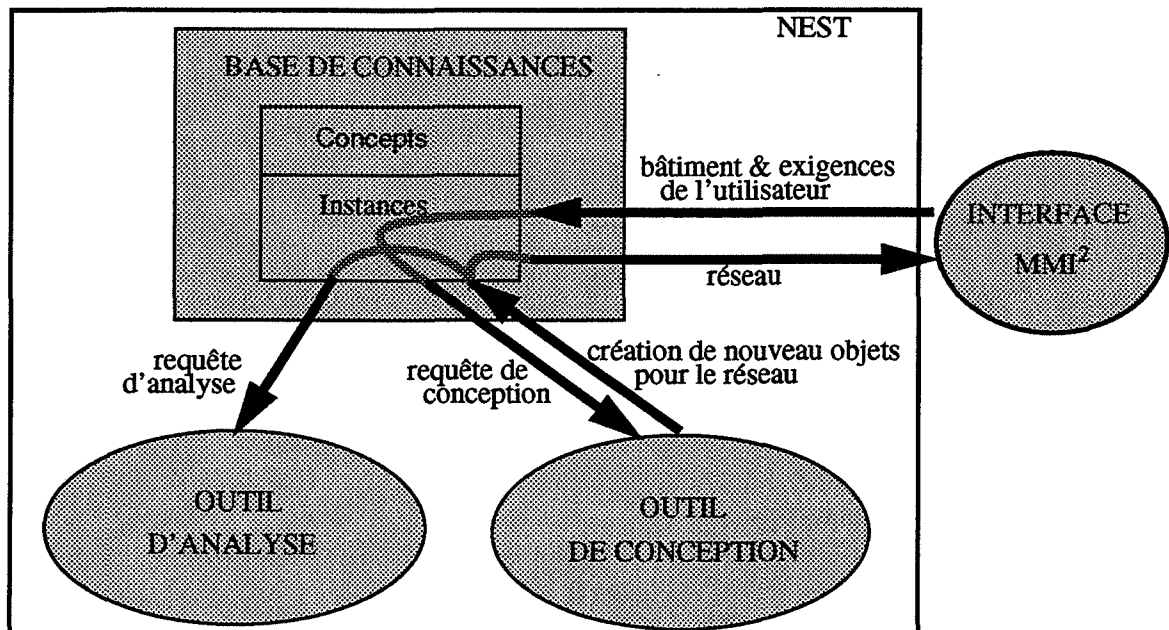 NEST
BASE DE CONNAISSANCES
Concepts
Instances
bâtiment & exigences
de l'utilisateur
INTERFACE
MMI²
réseau
requête
d'analyse
requête de
conception
création de nouveau objets
pour le réseau
OUTIL
D'ANALYSE
OUTIL
DE CONCEPTION